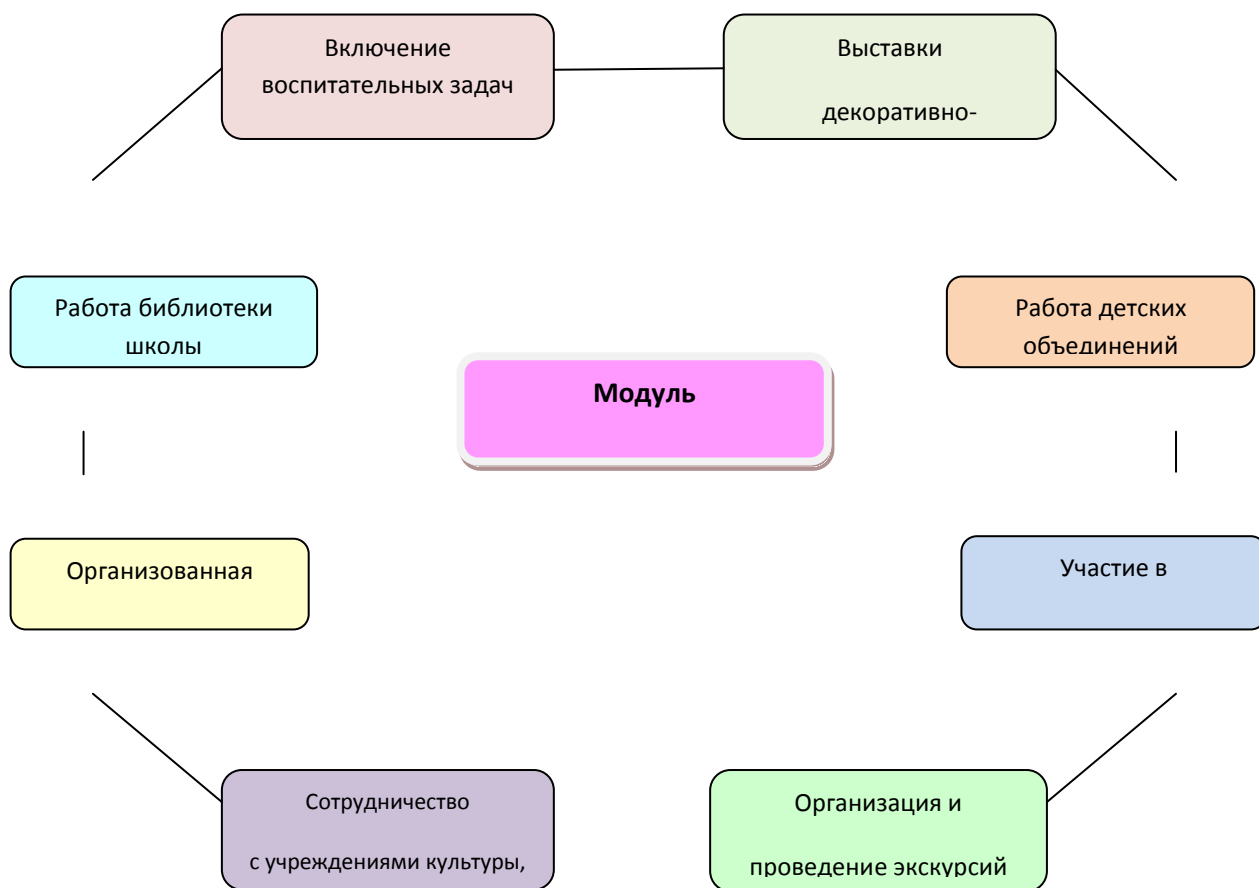 Включение
воспитательных задач
Выставки
декоративно-
Работа библиотеки
школы
Работа детских
объединений
Модуль
Организованная
Участие в
Сотрудничество
с учреждениями культуры,
Организация и
проведение экскурсий